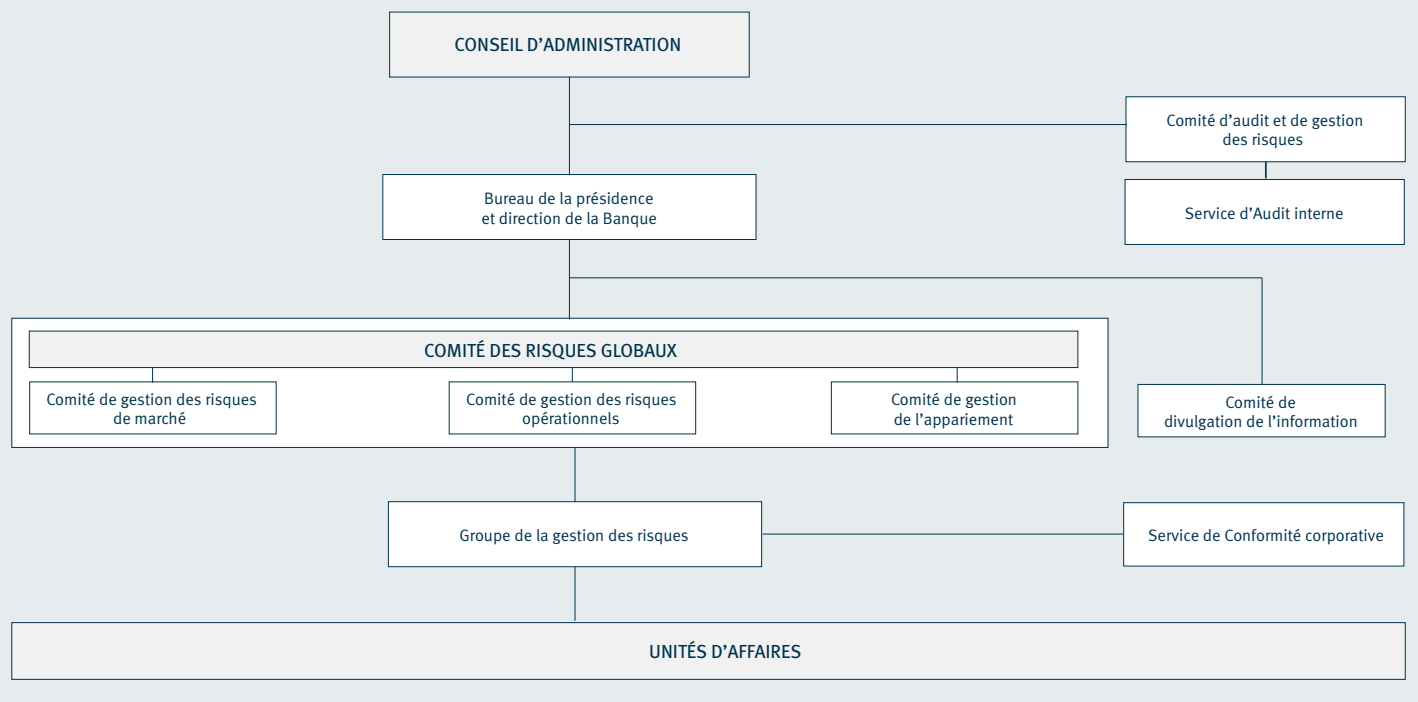 CONSEIL D’ADMINISTRATION
Comité d’audit et de gestion
des risques
Bureau de la présidence
et direction de la Banque
Service d’Audit interne
COMITÉ DES RISQUES GLOBAUX
Comité de gestion des risques
de marché
Comité de gestion des risques
opérationnels
Comité de gestion
de l’appariement
Comité de
divulgation de l’information
Groupe de la gestion des risques
Service de Conformité corporative
UNITÉS D’AFFAIRES